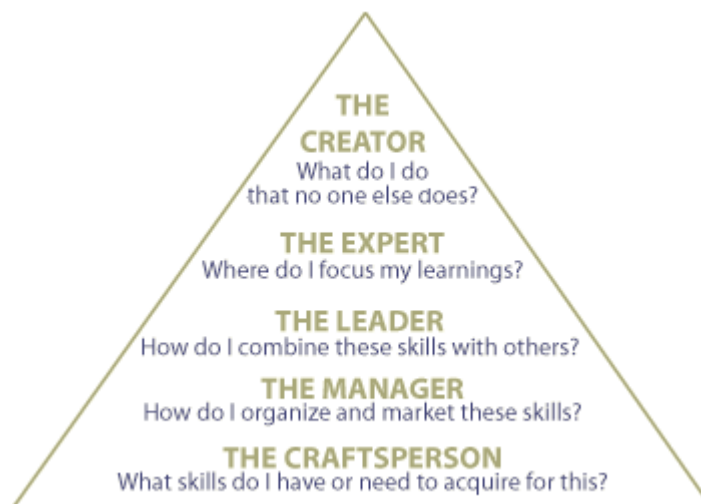 THE
CREATOR
What do I do
that no one else does?
THE EXPERT
Where do I focus my learnings?
THE LEADER
How do I combine these skills with others?
THE MANAGER
How do I organize and market these skills?
THE CRAFTSPERSON
What skills do I have or need to acquire for this?